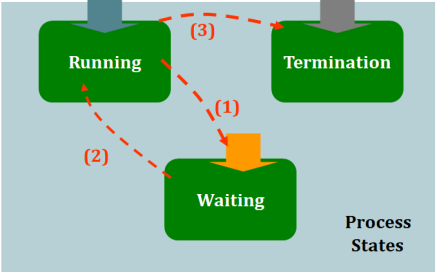 (3)
Running
Termination
(1)
(2)
Waiting
Process
States